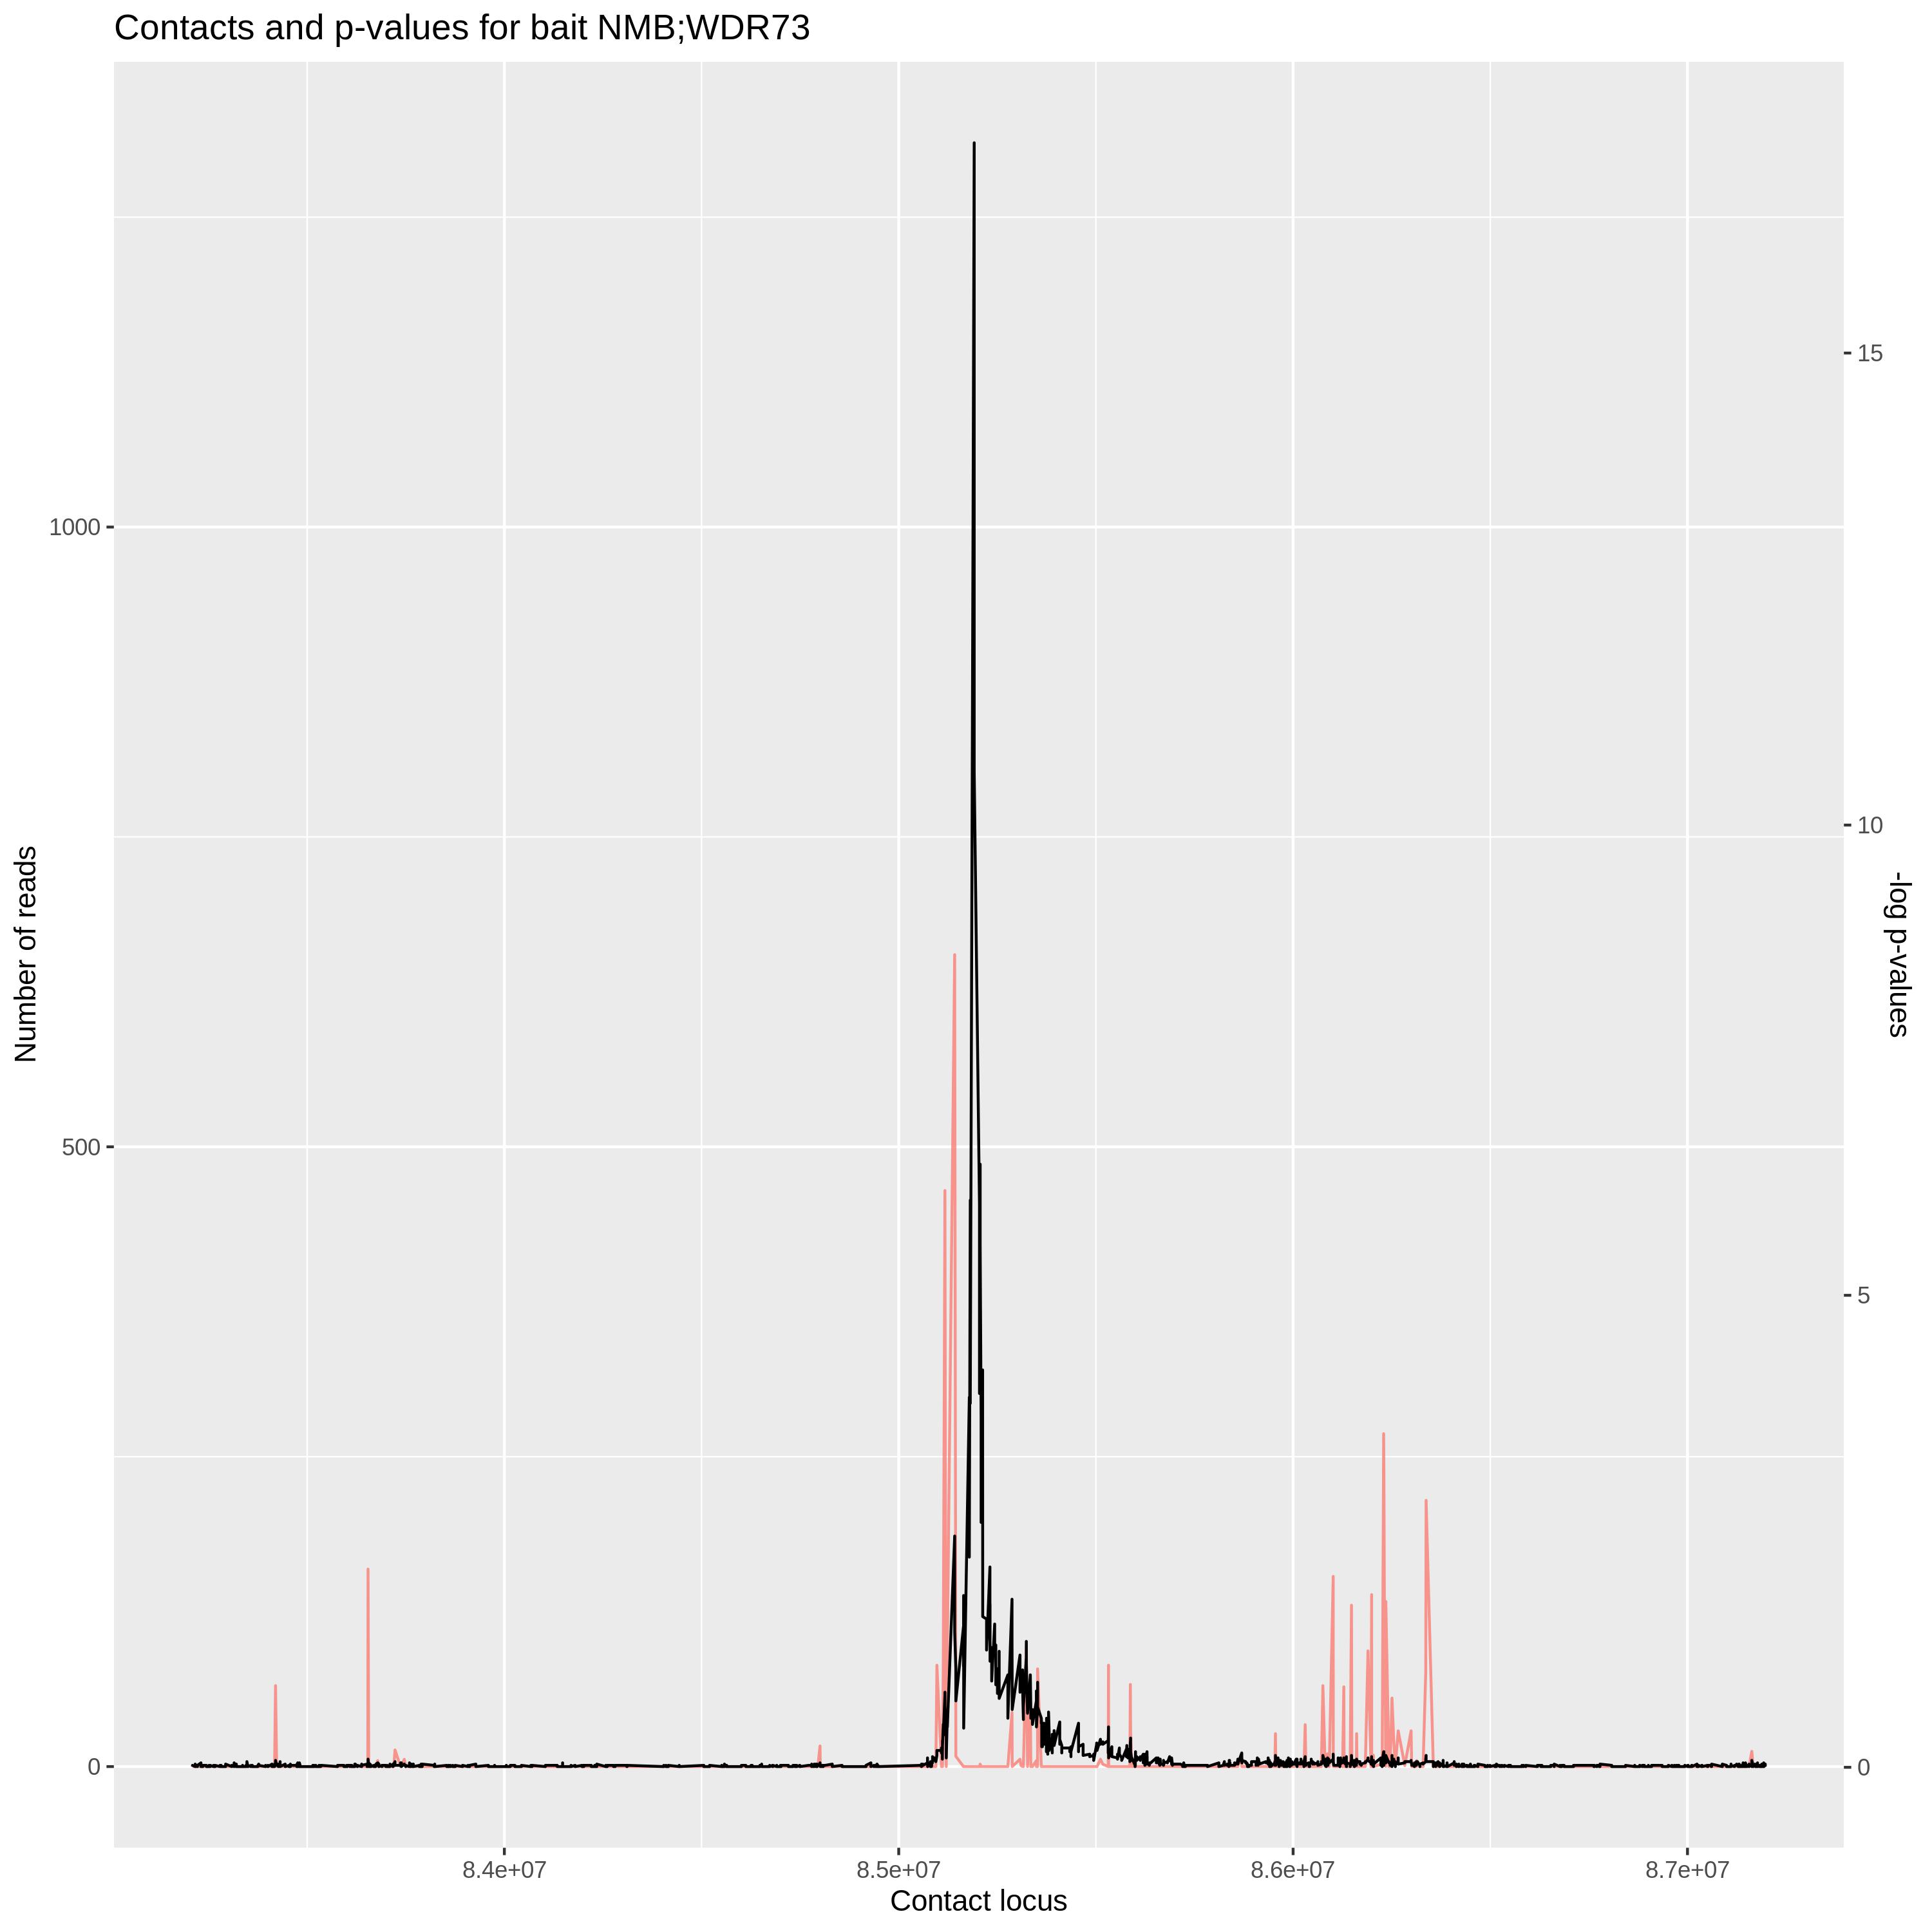 Contacts and p-values for bait NMB;WDR73
1000
500
0
Number of reads
15
10
5
0
-log p-values
8.4e+07
8.5e+07
8.6e+07
8.7e+07
Contact locus